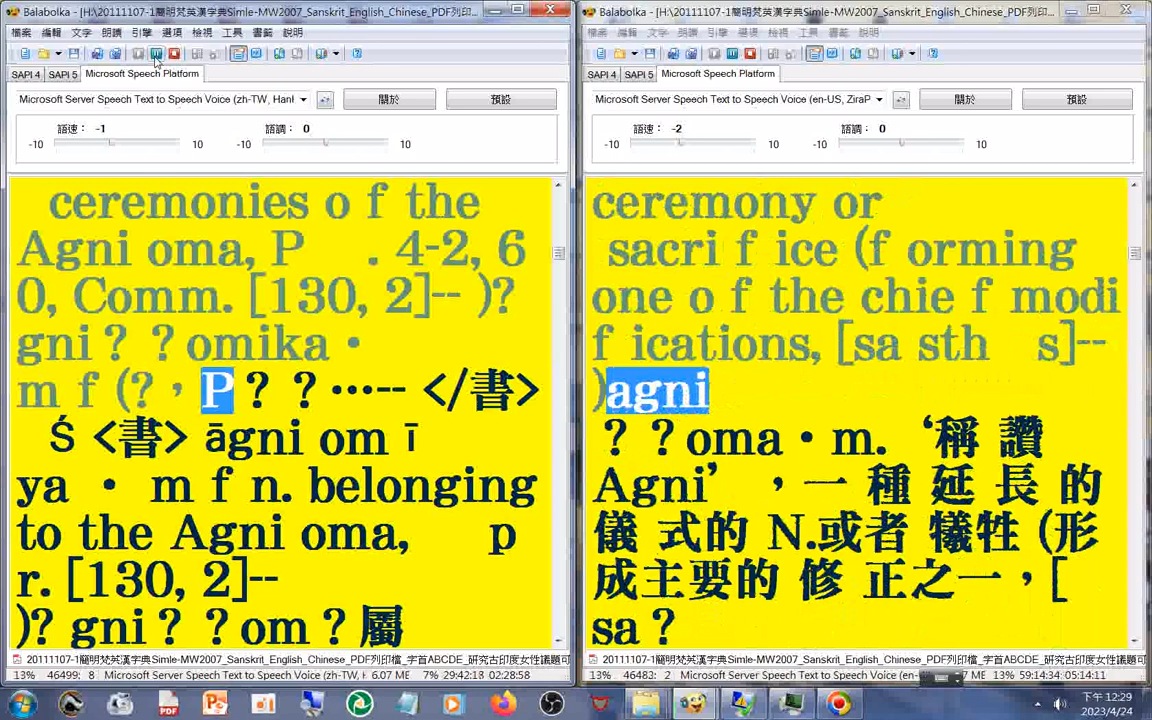 Balabolka - [H:\20111107-1簡明梵英漢字典Simle-MW2007_Sanskrit_English_Chinese_PDF列印...
檔案 編輯 文字 朗讀 引擎 選項 檢視 工具 書籤 說明
SAPI 4 SAPI 5 Microsoft Speech Platform
Microsoft Server Speech Text to Speech Voice (zh-TW, Hanl 關於 預設
語速： -1 語調： 0
-10 10 -10 10
ceremonies o f the
Agni oma, P . 4-2, 6
0, Comm. [130, 2]-- )?
gni？？omika・
m f (?，P？？…-- </書>
Ś <書> āgni om ī
ya ・ m f n. belonging
to the Agni oma, p
r. [130, 2]--
)? gni？？om？屬
20111107-1簡明梵英漢字典Simle-MW2007_Sanskrit_English_Chinese_PDF列印檔_字首ABCDE_研究古印度女性議題可
13% 46499: 8 Microsoft Server Speech Text to Speech Voice (zh-TW, H 6.07 ME 7% 29:42:13 02:28:58
Balabolka - [H:\20111107-1簡明梵英漢字典Simle-MW2007_Sanskrit_English_Chinese_PDF列印...
檔案 編輯 文字 朗讀 引擎 選項 檢視 工具 書籤 說明
SAPI 4 SAPI 5 Microsoft Speech Platform
Microsoft Server Speech Text to Speech Voice (en-US, ZiraP 關於 預設
語速： -2 語調： 0
-10 10 -10 10
ceremony or
sacri f ice (f orming
one o f the chie f modi
f ications, [sa sth s]--
)agni
？？oma・m.‘稱 讚
Agni’，一 種 延 長 的
儀 式的 N.或者 犧牲 (形
成主要的 修 正之一，[
sa？
20111107-1簡明梵英漢字典Simle-MW2007_Sanskrit_English_Chinese_PDF列印檔_字首ABCDE_研究古印度女性議題可
13% 46483: 2 Microsoft Server Speech Text to Speech Voice (en-U ME 13% 59:14:34 05:14:11
PDF
下午 12:29
2023/4/24